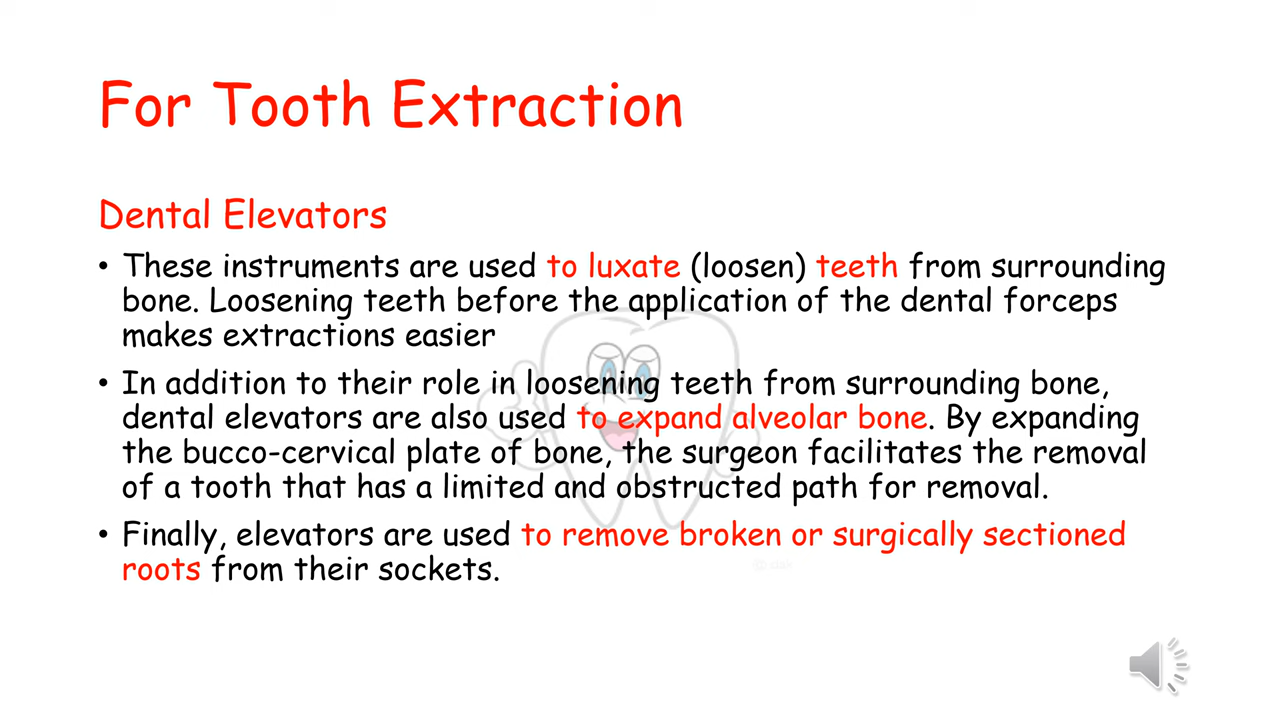 For Tooth Extraction
Dental Elevators
• These instruments are used to luxate (loosen) teeth from surrounding
bone. Loosening teeth before the application of the dental forceps
makes extractions easier
• In addition to their role in loosening teeth from surrounding bone,
dental elevators are also used to expand alveolar bone. By expanding
the bucco-cervical plate of bone, the surgeon facilitates the removal
of a tooth that has a limited and obstructed path for removal.
• Finally, elevators are used to remove broken or surgically sectioned
roots from their sockets.